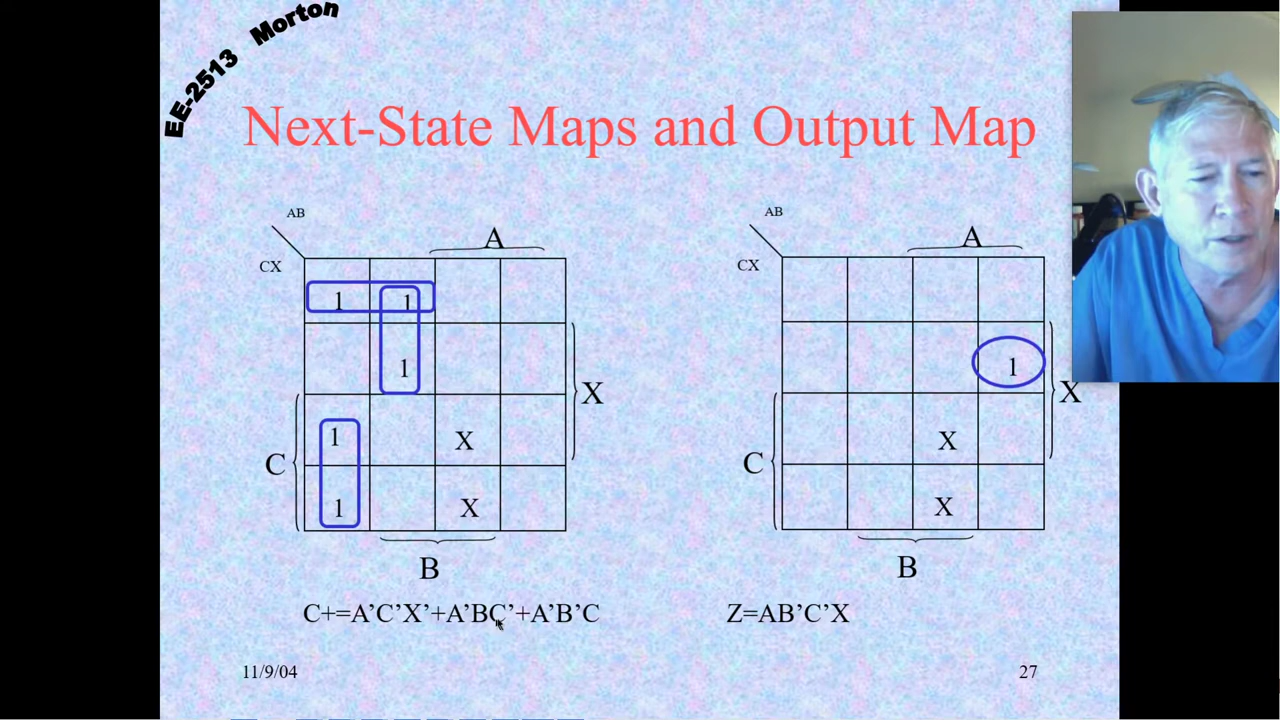 EE-2513 Morton
Next-State Maps and Output Map
AB
CX
A
1 1
1
X
1 X
C
1 X
B
C+=A’C’X’+A’BC’+A’B’C
AB
CX
A
1
X
X
C
X
B
Z=AB’C’X
11/9/04
27